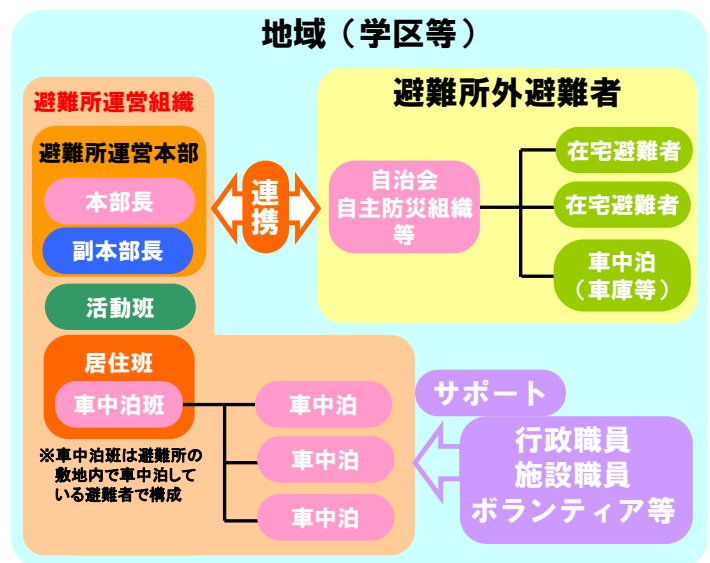 地域（学区等）
避難所運営組織
避難所運営本部
本部長
副本部長
活動班
居住班
車中泊班
※車中泊班は避難所の
敷地内で車中泊して
いる避難者で構成
車中泊
車中泊
車中泊
連携
避難所外避難者
自治会
自主防災組織
等
在宅避難者
在宅避難者
車中泊
（車庫等）
サポート
行政職員
施設職員
ボランティア等